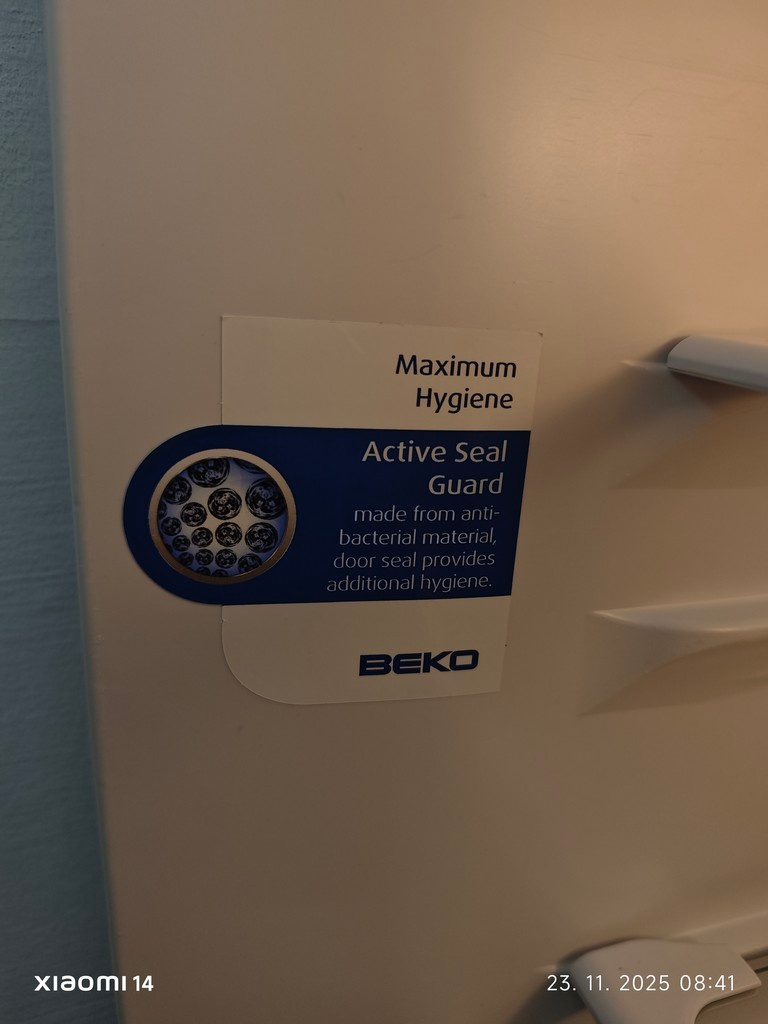 Maximum
Hygiene
Active Seal
Guard
made from anti-
bacterial material,
door seal provides
additional hygiene.
BEKO
xiaomi 14
23. 11. 2025 08:41